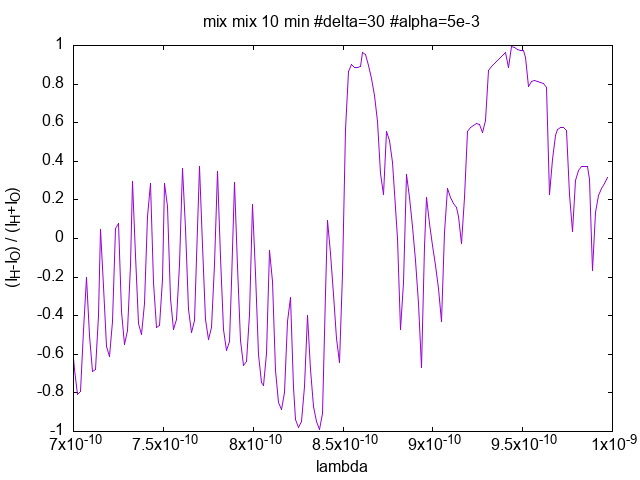 mix mix 10 min #delta=30 #alpha=5e-3
1
0.8
0.6
0.4
0.2
0
-0.2
-0.4
-0.6
-0.8
-1
(I_H-I_O) / (I_H+I_O)
7x10^-10 7.5x10^-10 8x10^-10 8.5x10^-10 9x10^-10 9.5x10^-10 1x10^-9
lambda